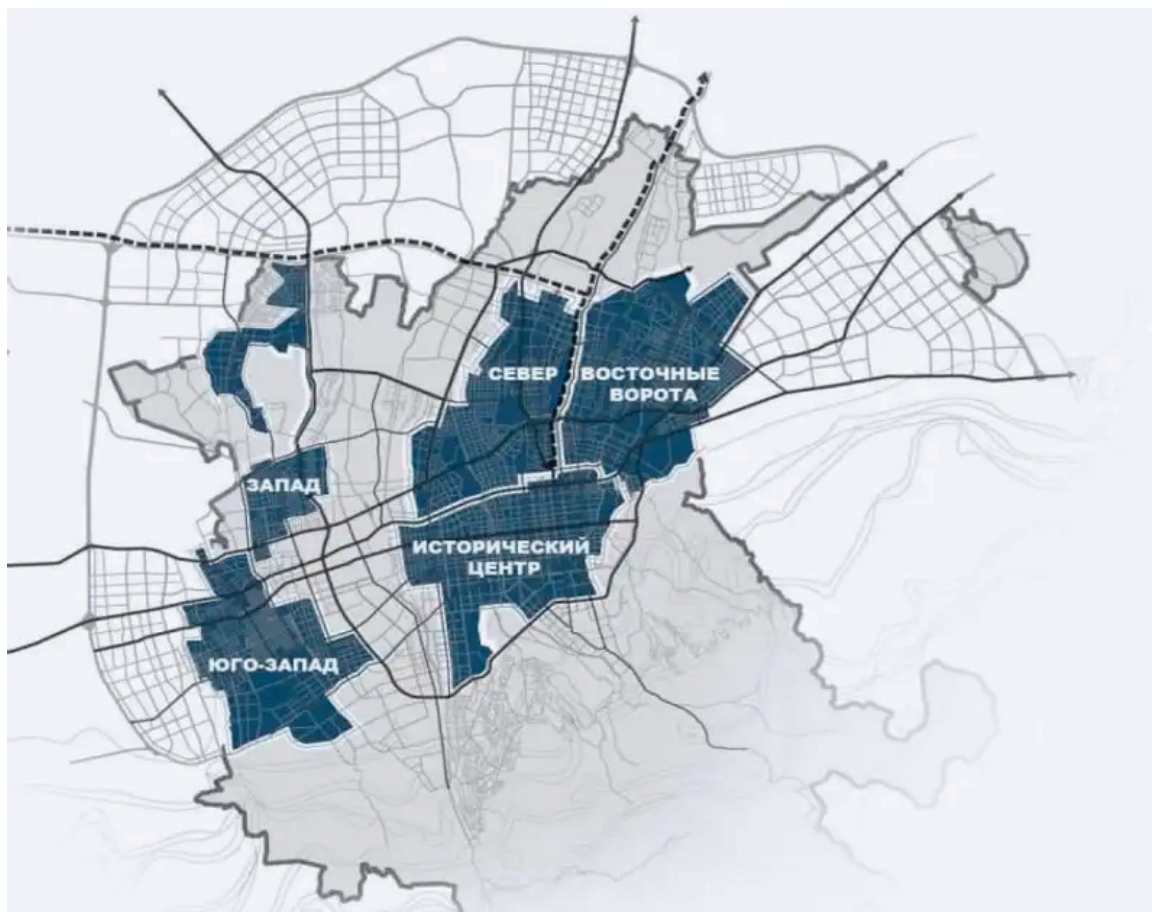 СЕВЕР
ВОСТОЧНЫЕ
ВОРОТА
ЗАПАД
ИСТОРИЧЕСКИЙ
ЦЕНТР
ЮГО-ЗАПАД